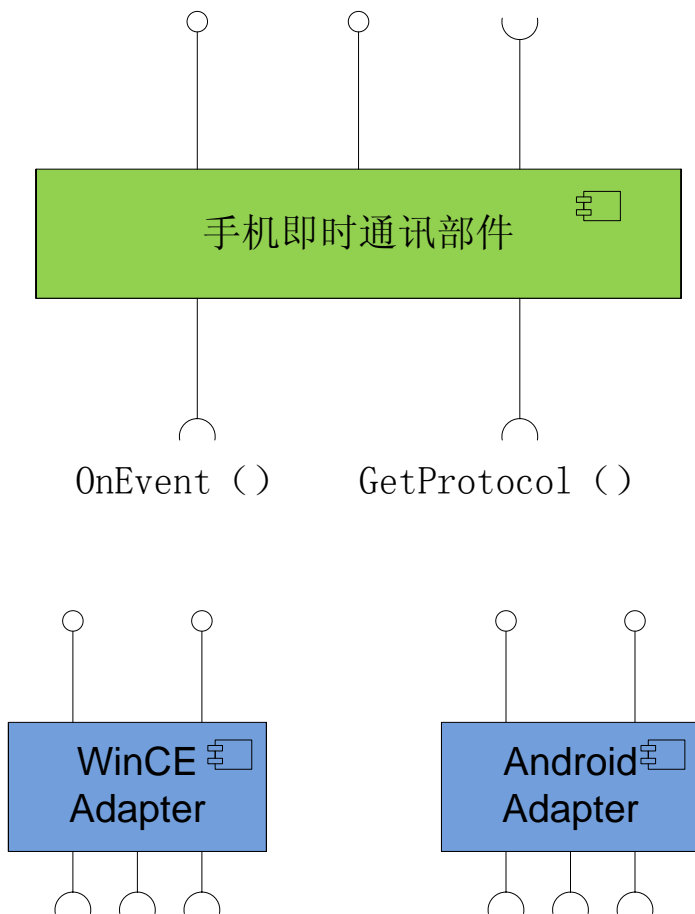 手机即时通讯部件
OnEvent（）
GetProtocol（）
WinCE
Adapter
Android
Adapter